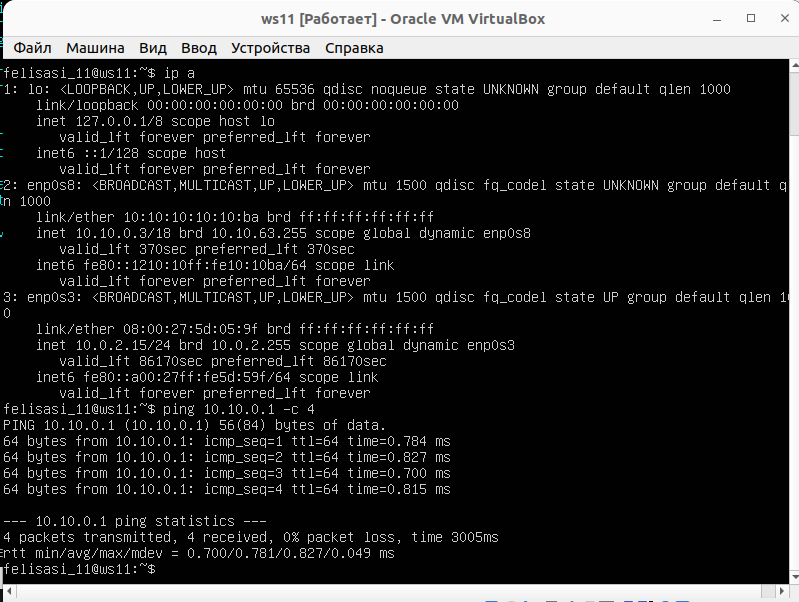 ws11 [Работает] - Oracle VM VirtualBox
Файл Машина Вид Ввод Устройства Справка
felisasi_11@ws11:~$ ip a
1: lo: <LOOPBACK,UP,LOWER_UP> mtu 65536 qdisc noqueue state UNKNOWN group default qlen 1000
link/loopback 00:00:00:00:00:00 brd 00:00:00:00:00:00
inet 127.0.0.1/8 scope host lo
valid_lft forever preferred_lft forever
inet6 ::1/128 scope host
valid_lft forever preferred_lft forever
2: enp0s8: <BROADCAST,MULTICAST,UP,LOWER_UP> mtu 1500 qdisc fq_codel state UNKNOWN group default q
n 1000
link/ether 10:10:10:10:10:ba brd ff:ff:ff:ff:ff:ff
inet 10.10.0.3/18 brd 10.10.63.255 scope global dynamic enp0s8
valid_lft 370sec preferred_lft 370sec
inet6 fe80::1210:10ff:fe10:10ba/64 scope link
valid_lft forever preferred_lft forever
3: enp0s3: <BROADCAST,MULTICAST,UP,LOWER_UP> mtu 1500 qdisc fq_codel state UP group default qlen 10
0
link/ether 08:00:27:5d:05:9f brd ff:ff:ff:ff:ff:ff
inet 10.0.2.15/24 brd 10.0.2.255 scope global dynamic enp0s3
valid_lft 86170sec preferred_lft 86170sec
inet6 fe80::a00:27ff:fe5d:59f/64 scope link
valid_lft forever preferred_lft forever
felisasi_11@ws11:~$ ping 10.10.0.1 -c 4
PING 10.10.0.1 (10.10.0.1) 56(84) bytes of data.
64 bytes from 10.10.0.1: icmp_seq=1 ttl=64 time=0.784 ms
64 bytes from 10.10.0.1: icmp_seq=2 ttl=64 time=0.827 ms
64 bytes from 10.10.0.1: icmp_seq=3 ttl=64 time=0.700 ms
64 bytes from 10.10.0.1: icmp_seq=4 ttl=64 time=0.815 ms
--- 10.10.0.1 ping statistics ---
4 packets transmitted, 4 received, 0% packet loss, time 3005ms
rtt min/avg/max/mdev = 0.700/0.781/0.827/0.049 ms
felisasi_11@ws11:~$